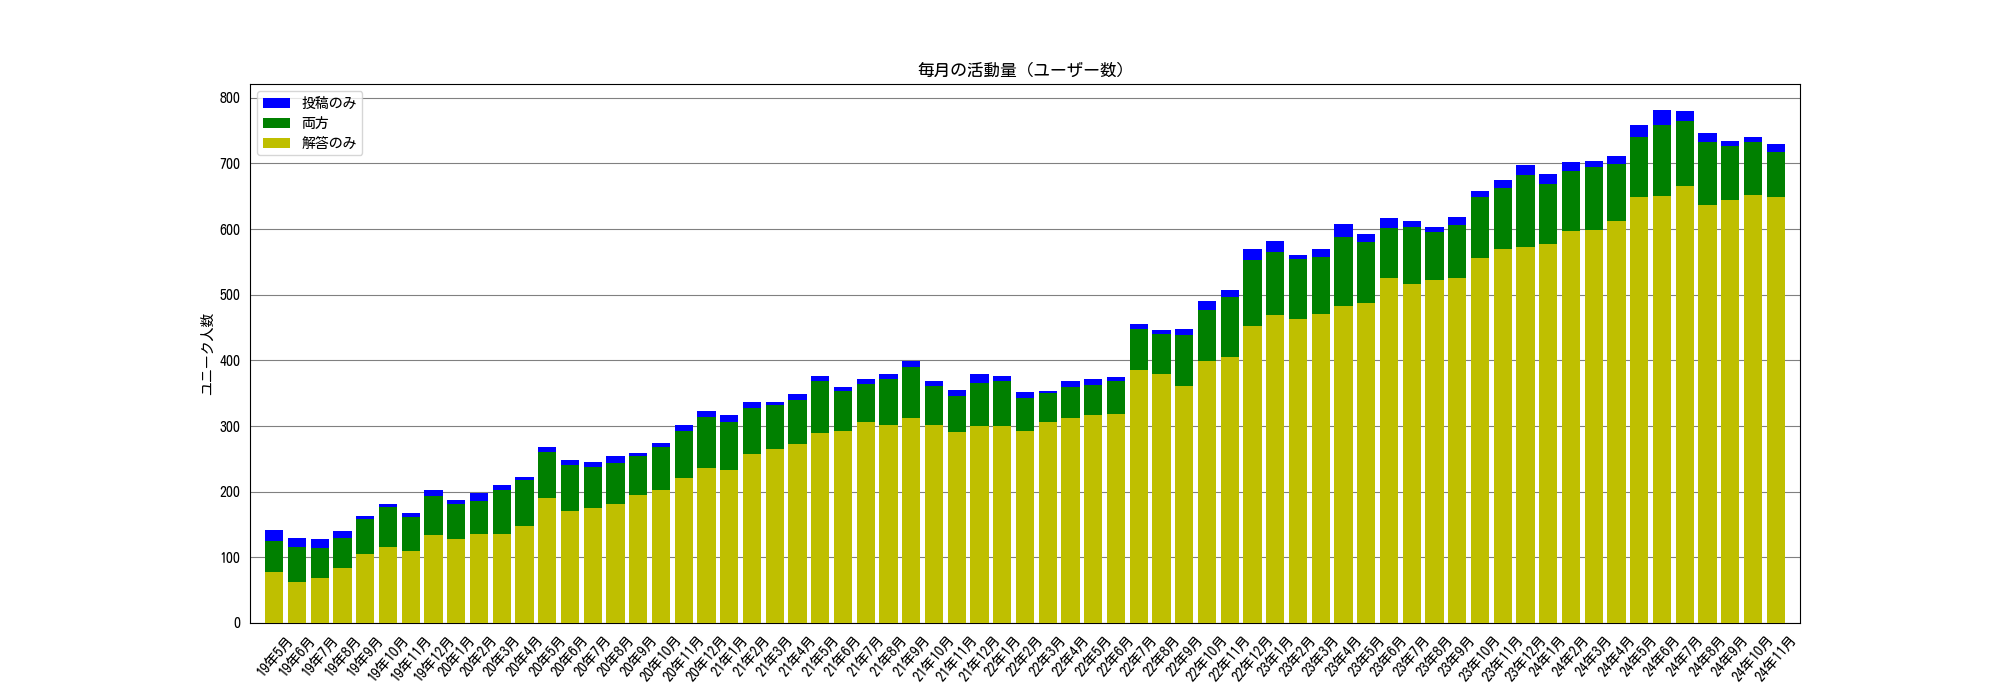 毎月の活動量（ユーザー数）
投稿のみ
両方
解答のみ
ユニーク人数
800
700
600
500
400
300
200
100
0
19年5月
19年6月
19年7月
19年8月
19年9月
19年10月
19年11月
19年12月
20年1月
20年2月
20年3月
20年4月
20年5月
20年6月
20年7月
20年8月
20年9月
20年10月
20年11月
20年12月
21年1月
21年2月
21年3月
21年4月
21年5月
21年6月
21年7月
21年8月
21年9月
21年10月
21年11月
21年12月
22年1月
22年2月
22年3月
22年4月
22年5月
22年6月
22年7月
22年8月
22年9月
22年10月
22年11月
22年12月
23年1月
23年2月
23年3月
23年4月
23年5月
23年6月
23年7月
23年8月
23年9月
23年10月
23年11月
23年12月
24年1月
24年2月
24年3月
24年4月
24年5月
24年6月
24年7月
24年8月
24年9月
24年10月
24年11月